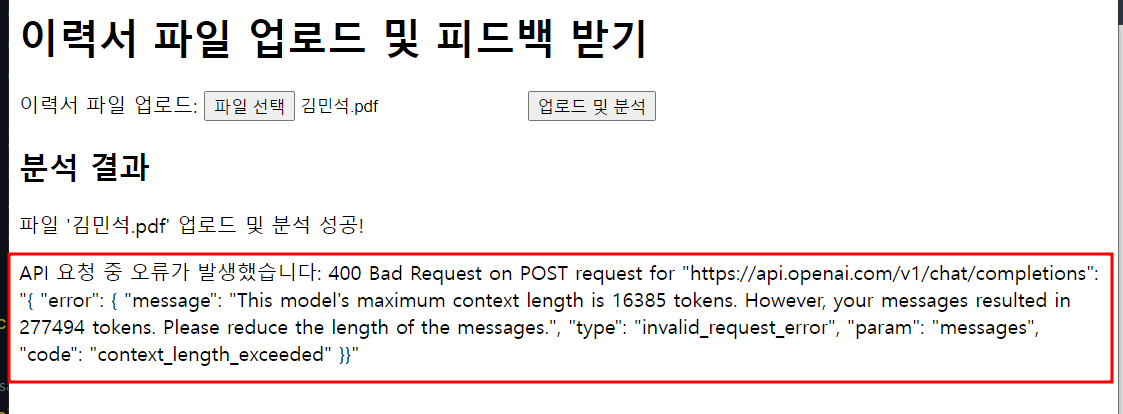 이력서 파일 업로드 및 피드백 받기
이력서 파일 업로드: 파일 선택 김민석.pdf 업로드 및 분석
분석 결과
파일 '김민석.pdf' 업로드 및 분석 성공!
API 요청 중 오류가 발생했습니다: 400 Bad Request on POST request for "https://api.openai.com/v1/chat/completions":
"{ "error": { "message": "This model's maximum context length is 16385 tokens. However, your messages resulted in
277494 tokens. Please reduce the length of the messages.", "type": "invalid_request_error", "param": "messages",
"code": "context_length_exceeded" }}"